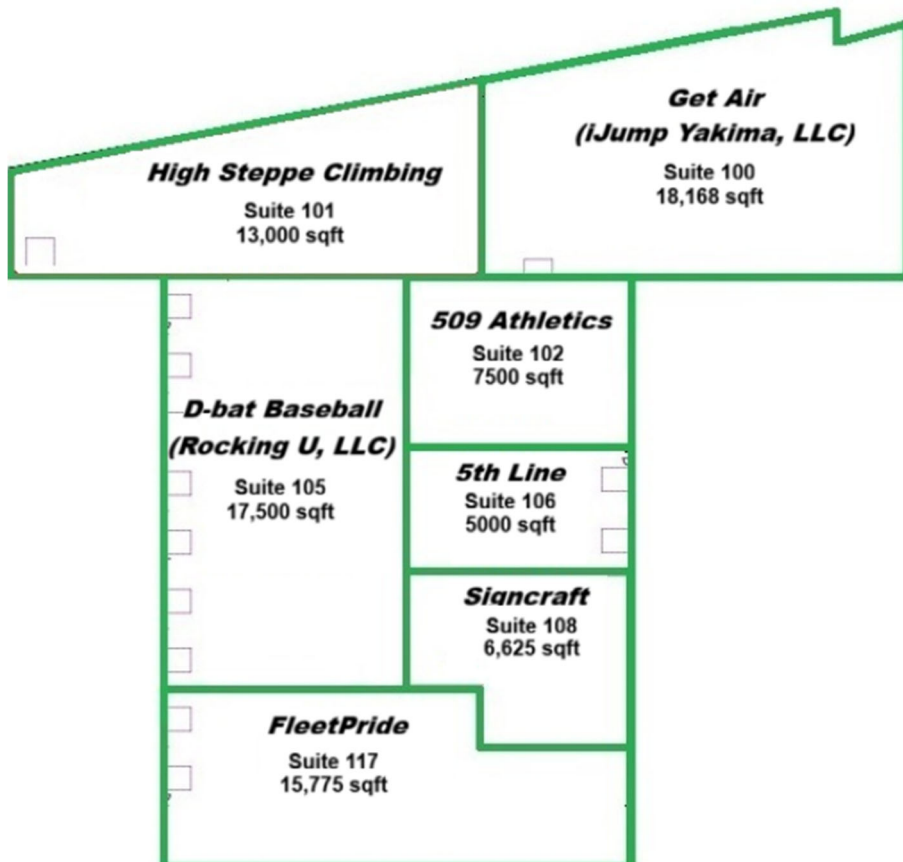 Get Air
(iJump Yakima, LLC)
Suite 100
18,168 sqft
High Steppe Climbing
Suite 101
13,000 sqft
509 Athletics
Suite 102
7500 sqft
D-bat Baseball
(Rocking U, LLC)
Suite 105
17,500 sqft
5th Line
Suite 106
5000 sqft
Signcraft
Suite 108
6,625 sqft
FleetPride
Suite 117
15,775 sqft